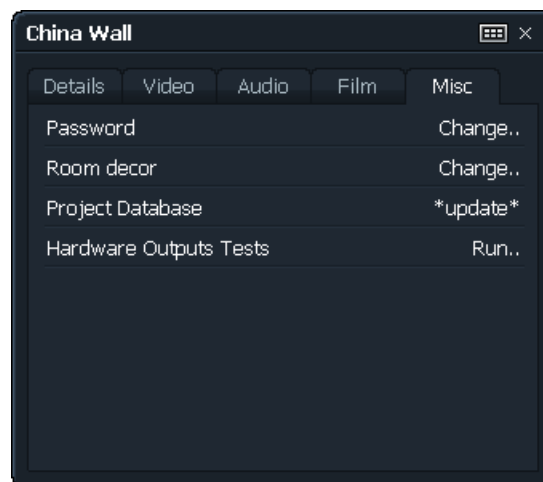 China Wall
Details Video Audio Film Misc
Password Change..
Room decor Change..
Project Database *update*
Hardware Outputs Tests Run..